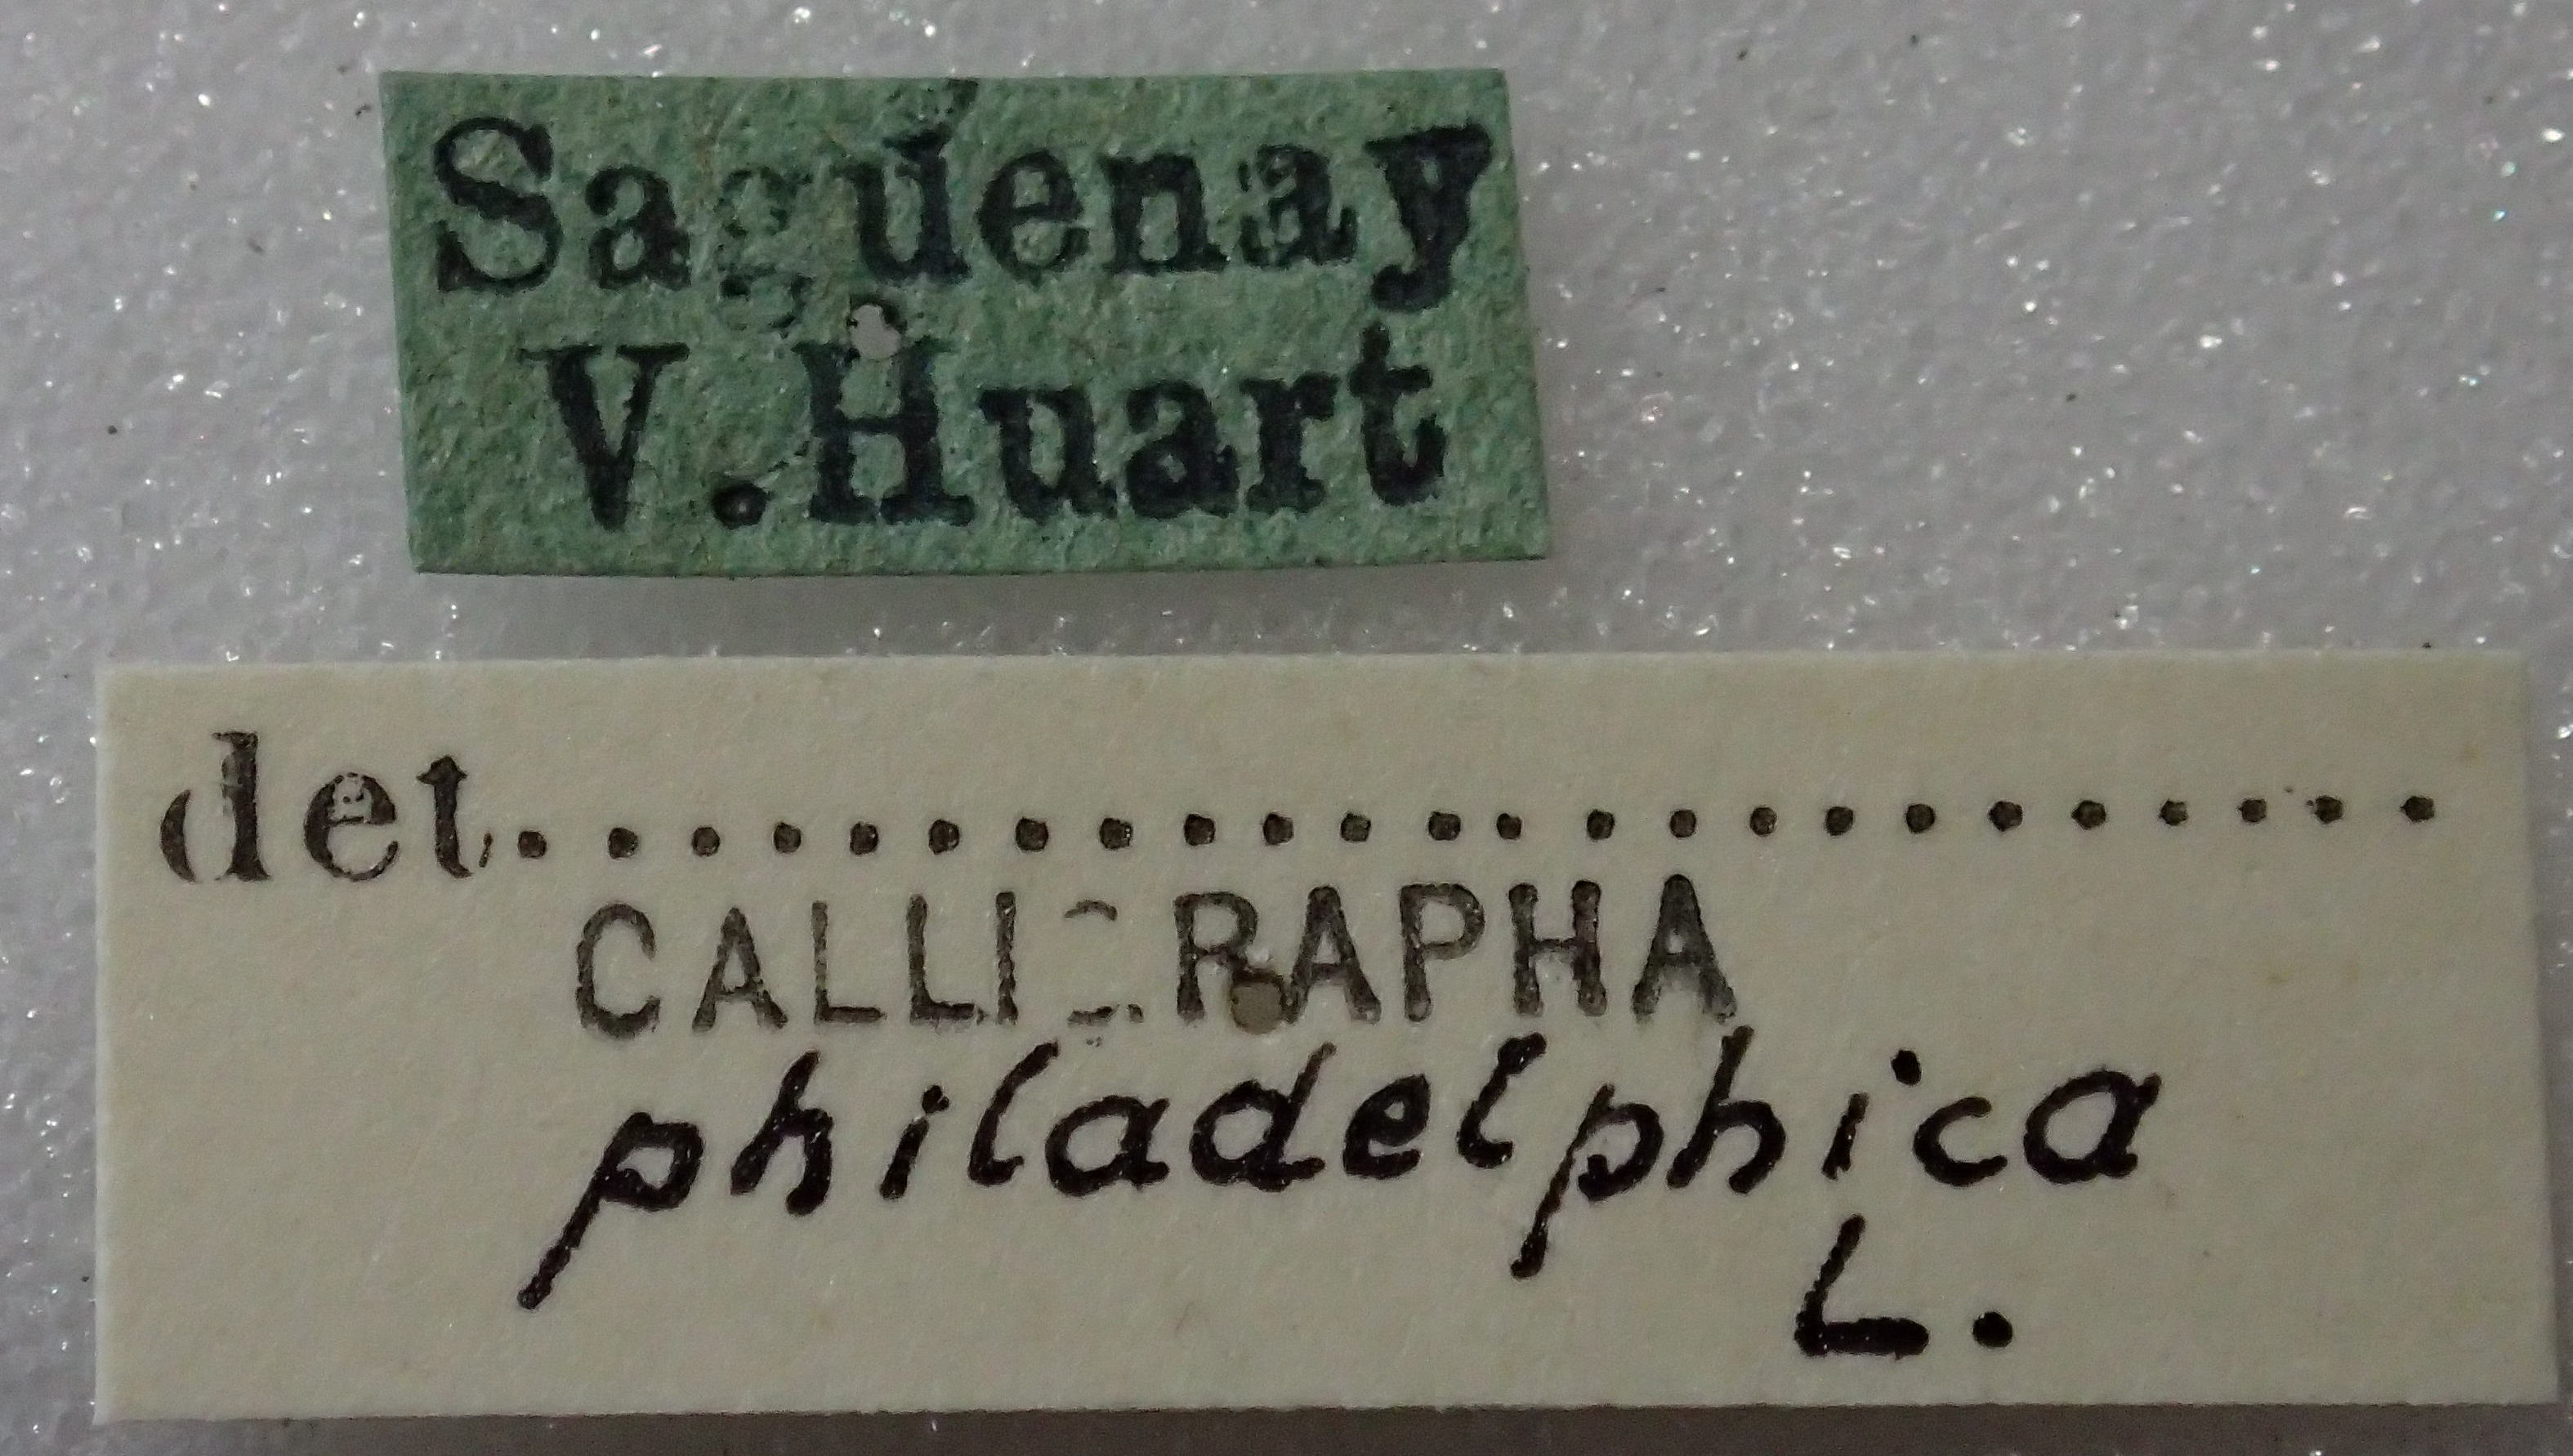 Saguenay
V. Huart
det........................
CALLIGRAPHA
philadelphica
L.